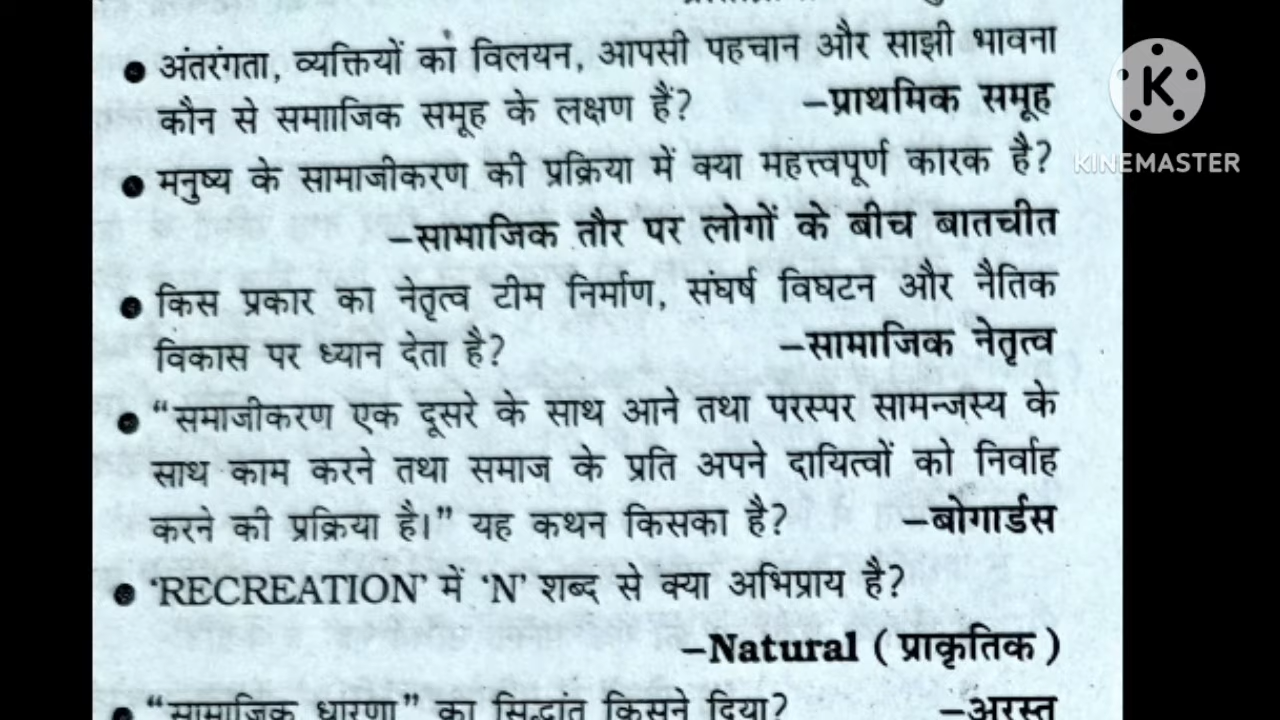 • अंतरंगता, व्यक्तियों का विलयन, आपसी पहचान और साझी भावना
कौन से समााजिक समूह के लक्षण हैं? –प्राथमिक समूह
• मनुष्य के सामाजीकरण की प्रक्रिया में क्या महत्त्वपूर्ण कारक है?
–सामाजिक तौर पर लोगों के बीच बातचीत
• किस प्रकार का नेतृत्व टीम निर्माण, संघर्ष विघटन और नैतिक
विकास पर ध्यान देता है? –सामाजिक नेतृत्व
• “समाजीकरण एक दूसरे के साथ आने तथा परस्पर सामन्जस्य के
साथ काम करने तथा समाज के प्रति अपने दायित्वों को निर्वाह
करने की प्रक्रिया है।” यह कथन किसका है? –बोगार्डस
• ‘RECREATION’ में ‘N’ शब्द से क्या अभिप्राय है?
–Natural ( प्राकृतिक )
• “सामाजिक धारणा” का सिद्धांत किसने दिया?
KINEMASTER